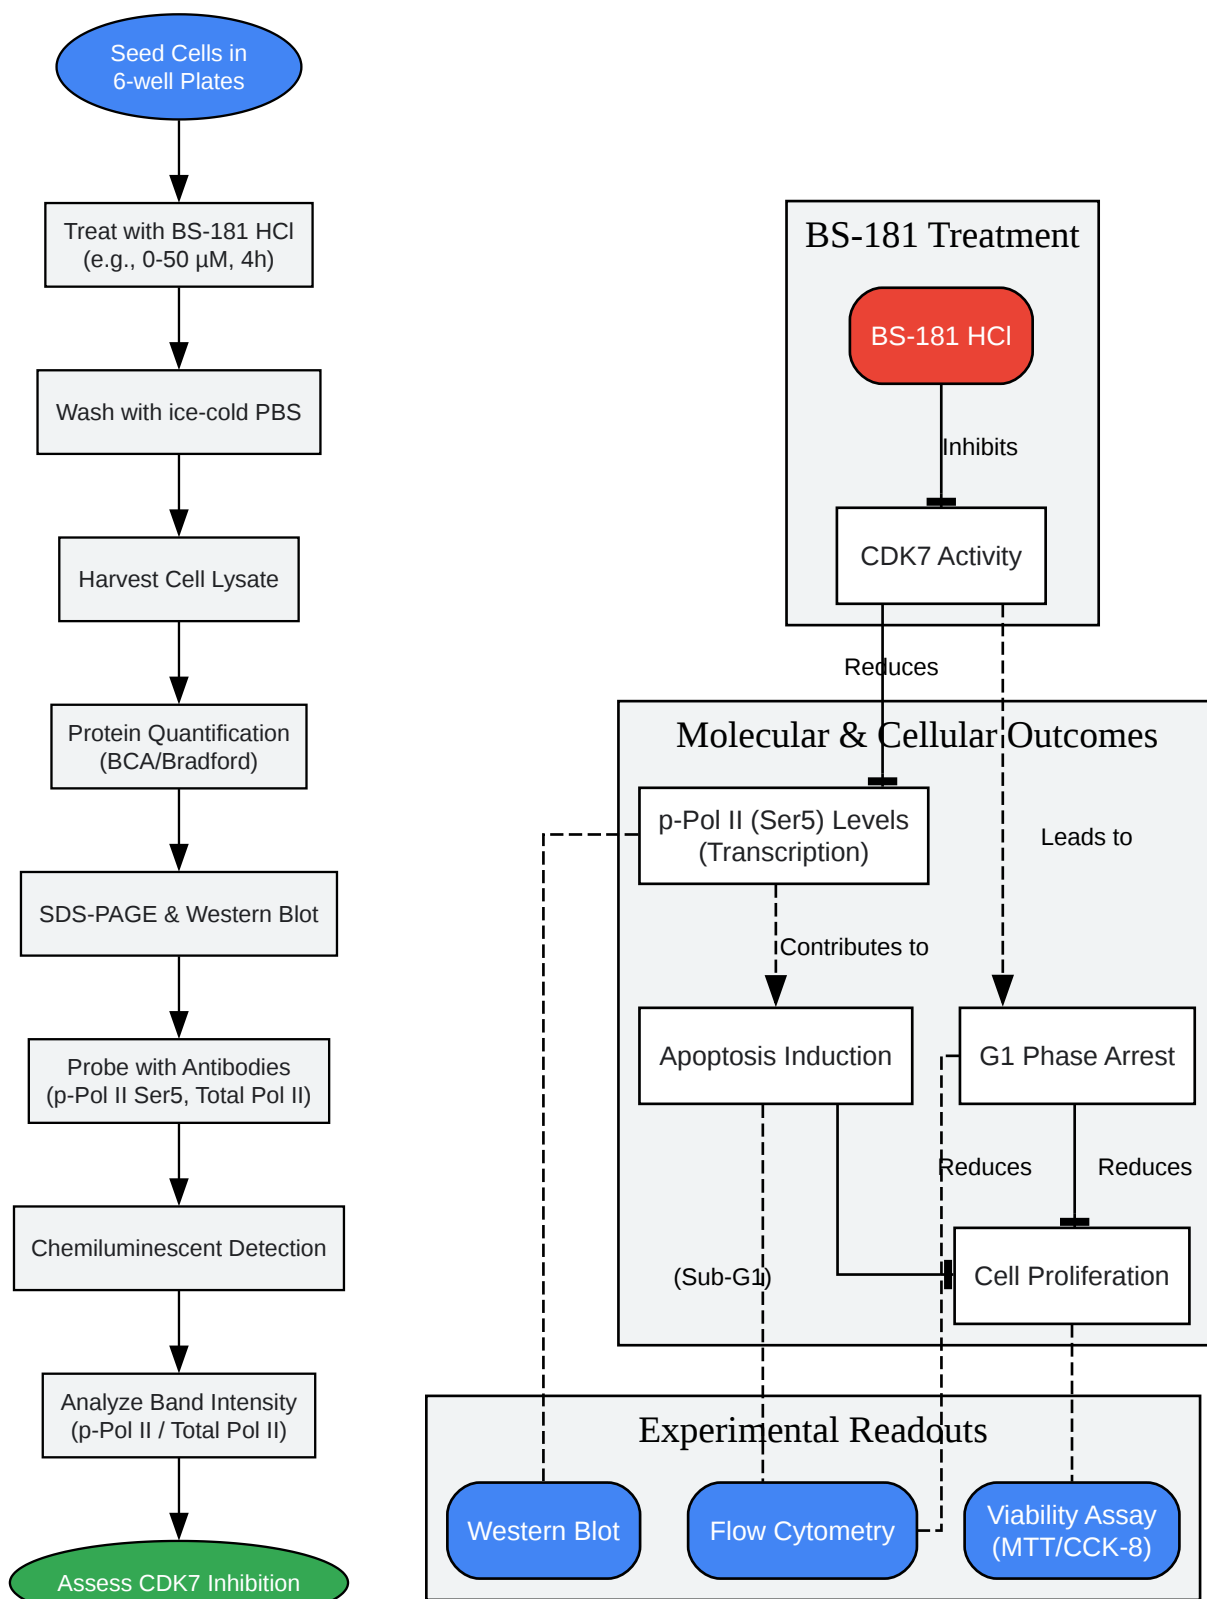 Seed Cells in
6-well Plates
Treat with BS-181 HCl
(e.g., 0-50 µM, 4h)
Wash with ice-cold PBS
Harvest Cell Lysate
Protein Quantification
(BCA/Bradford)
SDS-PAGE & Western Blot
Probe with Antibodies
(p-Pol II Ser5, Total Pol II)
Chemiluminescent Detection
Analyze Band Intensity
(p-Pol II / Total Pol II)
Assess CDK7 Inhibition
BS-181 Treatment
BS-181 HCl
Inhibits
CDK7 Activity
Reduces
Molecular & Cellular Outcomes
p-Pol II (Ser5) Levels
(Transcription)
Leads to
Contributes to
Apoptosis Induction
G1 Phase Arrest
Reduces
Reduces
(Sub-G1)
Cell Proliferation
Experimental Readouts
Western Blot
Flow Cytometry
Viability Assay
(MTT/CCK-8)